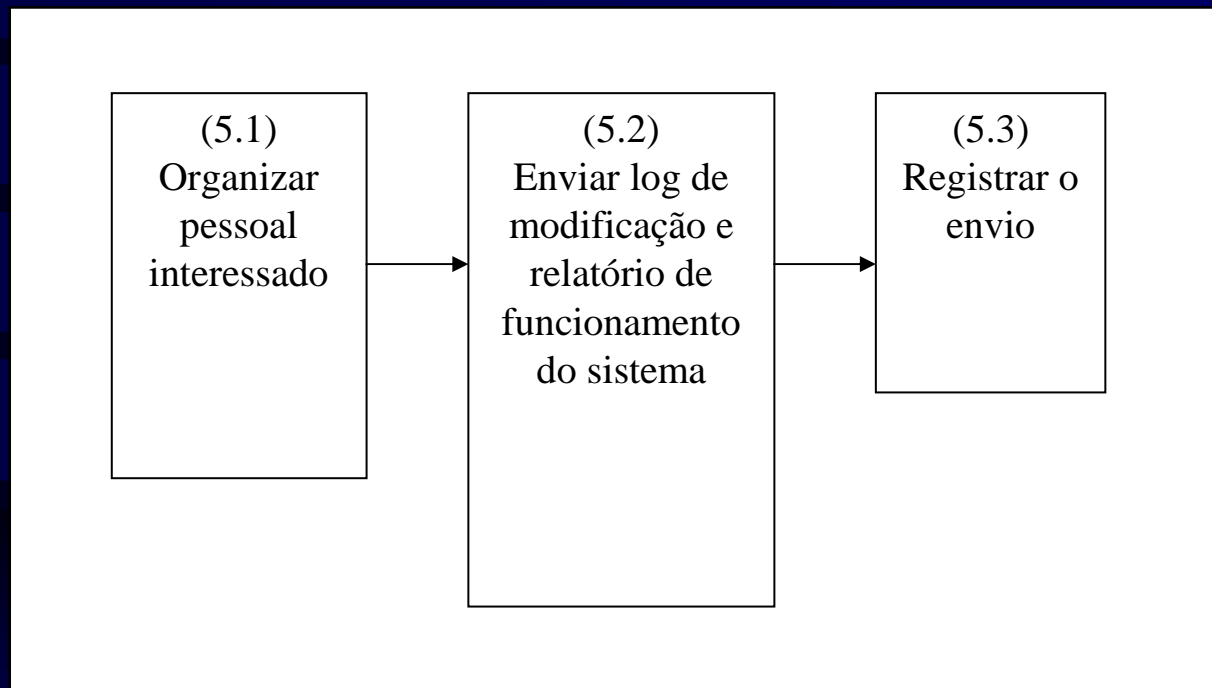 (5.1)
Organizar
pessoal
interessado
(5.2)
Enviar log de
modificação e
relatório de
funcionamento
do sistema
(5.3)
Registrar o
envio